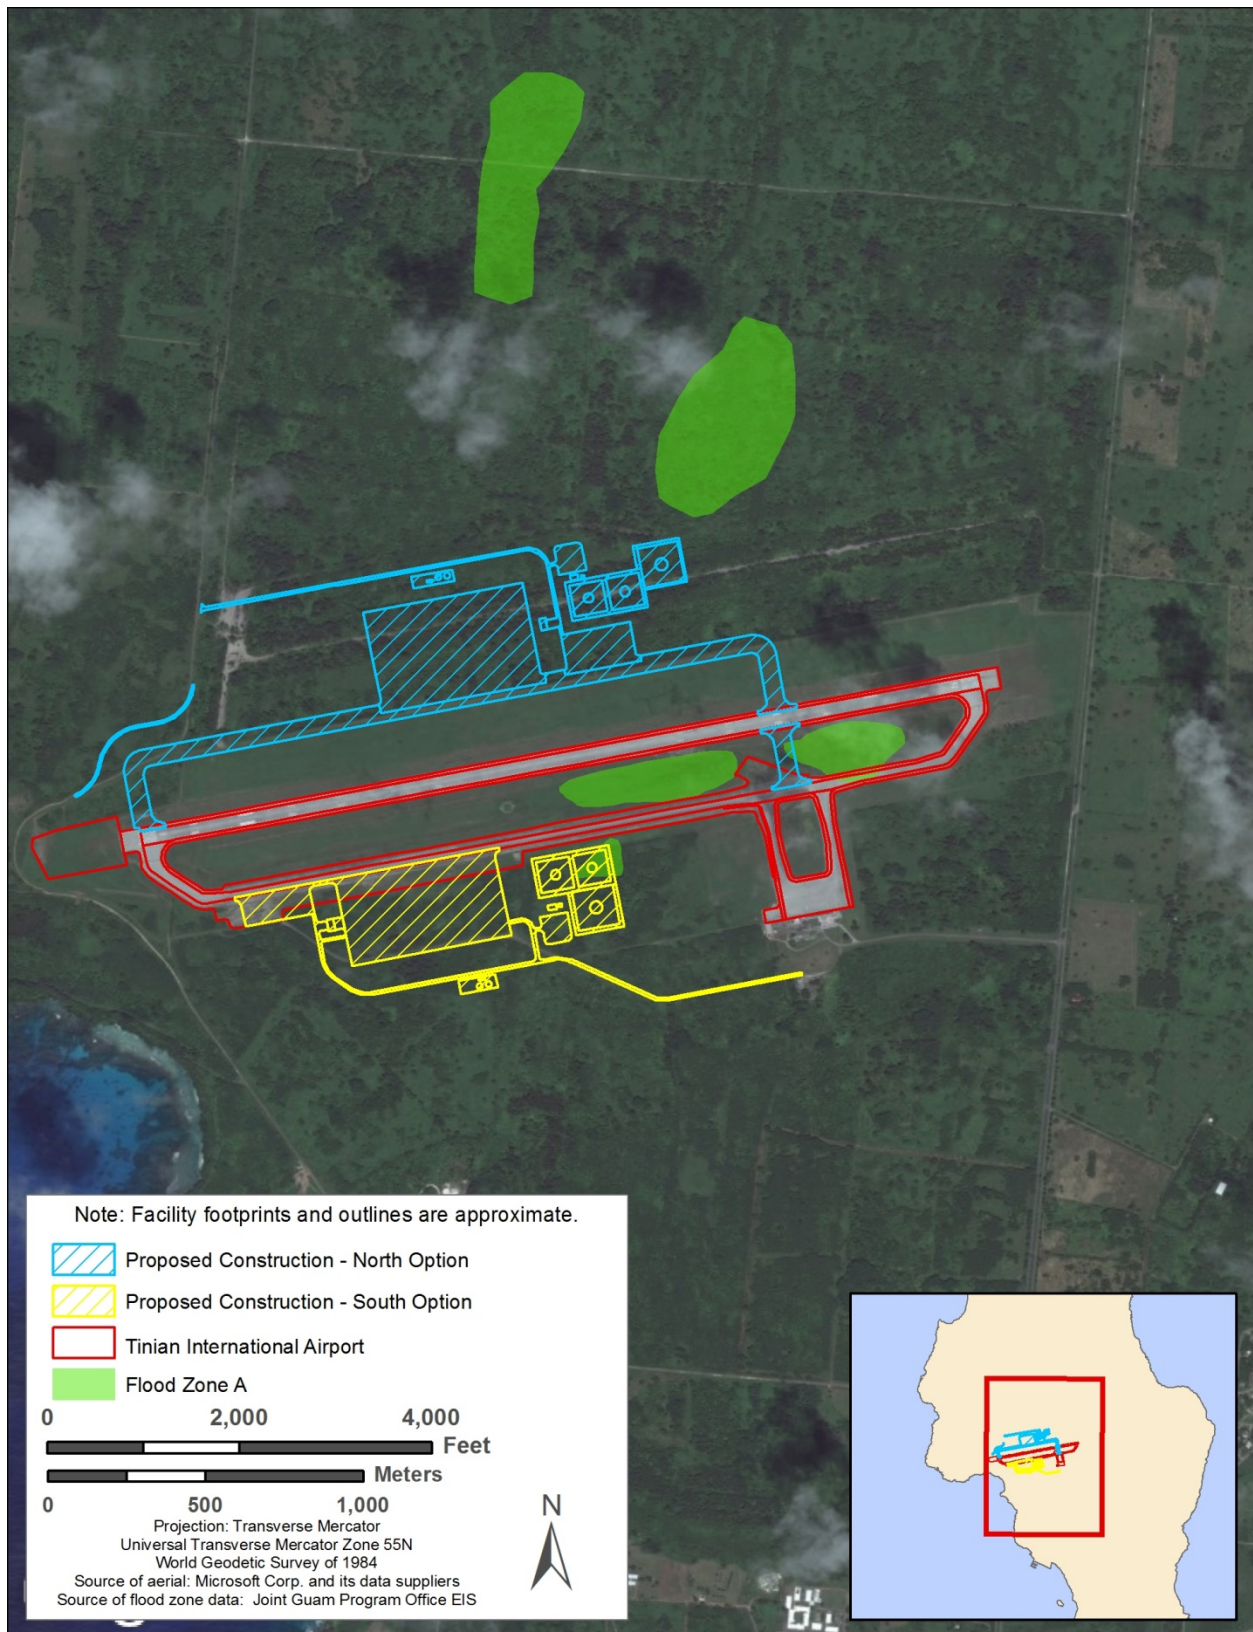 Note: Facility footprints and outlines are approximate.
Proposed Construction - North Option
Proposed Construction - South Option
Tinian International Airport
Flood Zone A
0 2,000 4,000
Feet
Meters
0 500 1,000
N
Projection: Transverse Mercator
Universal Transverse Mercator Zone 55N
World Geodetic Survey of 1984
Source of aerial: Microsoft Corp. and its data suppliers
Source of flood zone data: Joint Guam Program Office EIS